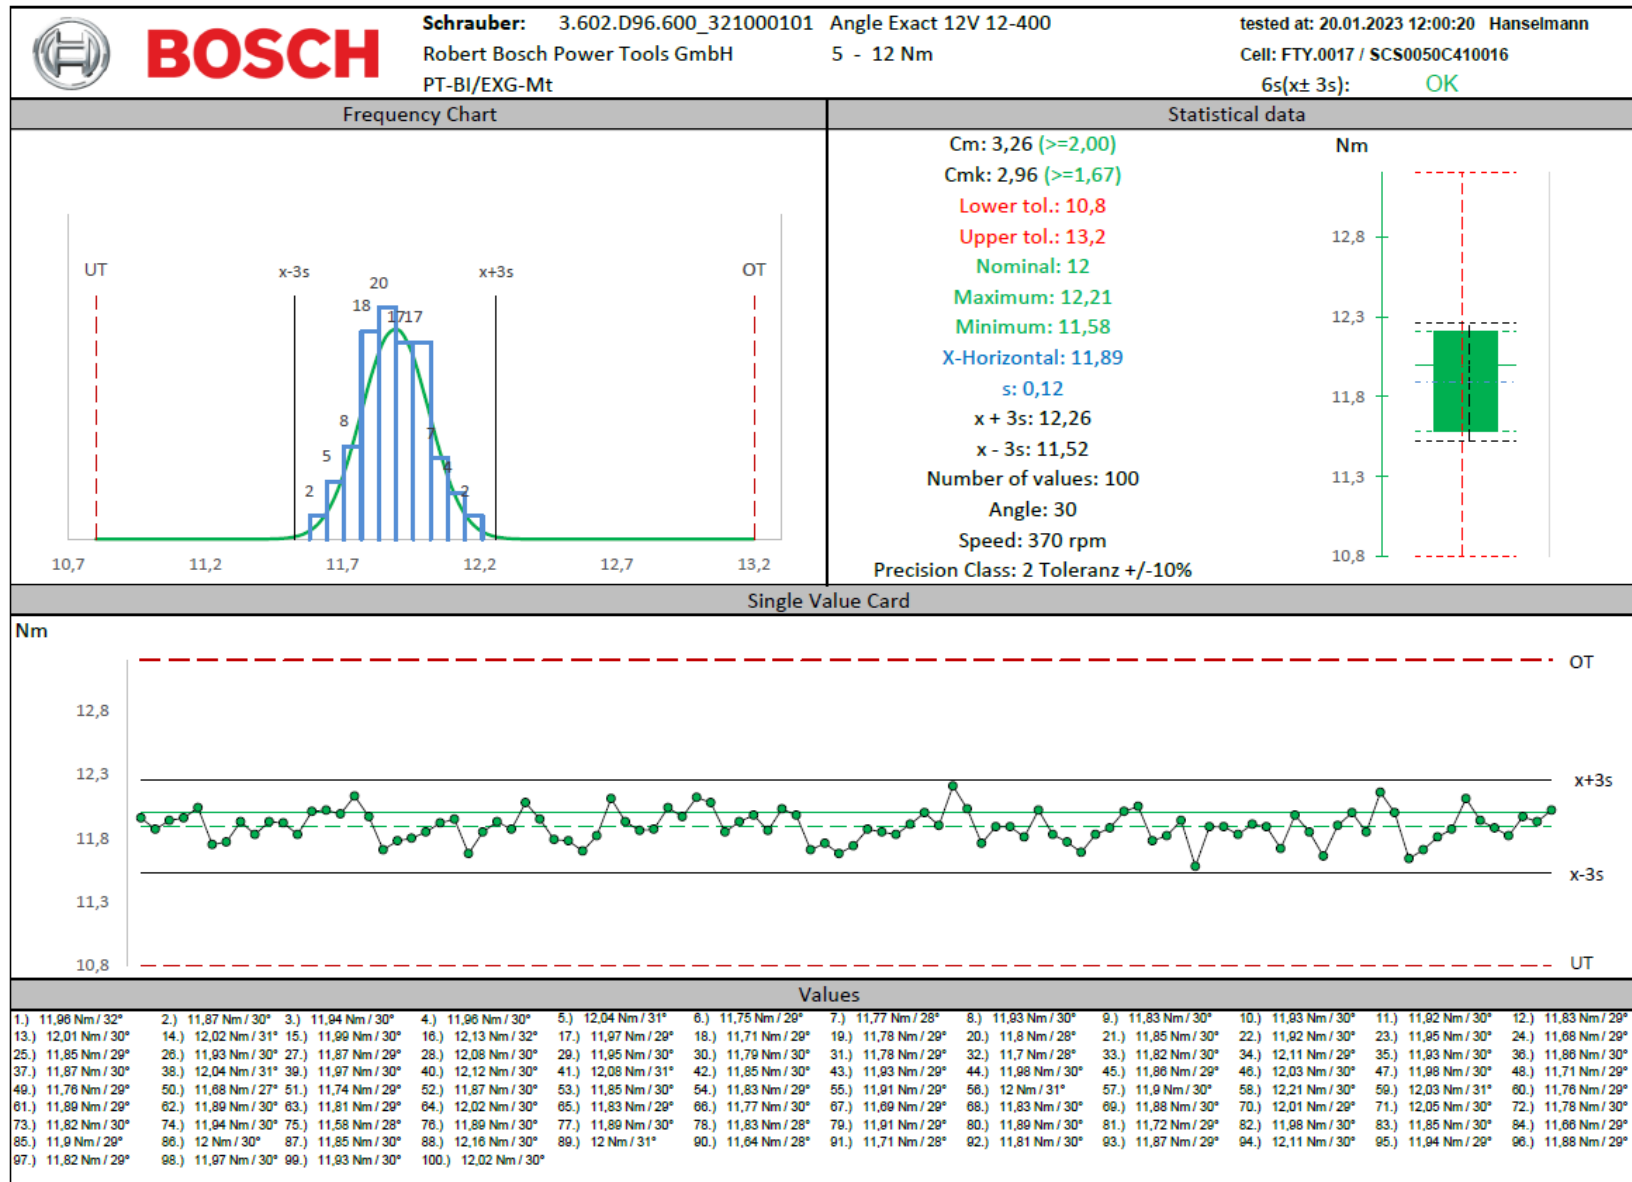 BOSCH
Schrauber: 3.602.D96.600_321000101 Angle Exact 12V 12-400
Robert Bosch Power Tools GmbH 5 - 12 Nm
PT-BI/EXG-Mt
tested at: 20.01.2023 12:00:20 Hanselmann
Cell: FTY.0017 / SCS0050C410016
6s(x± 3s): OK
Frequency Chart
UT x-3s x+3s OT
2 5 8 18 20 17 17 7 4 2
10,7 11,2 11,7 12,2 12,7 13,2
Statistical data
Cm: 3,26 (>=2,00)
Cmk: 2,96 (>=1,67)
Lower tol.: 10,8
Upper tol.: 13,2
Nominal: 12
Maximum: 12,21
Minimum: 11,58
X-Horizontal: 11,89
s: 0,12
x + 3s: 12,26
x - 3s: 11,52
Number of values: 100
Angle: 30
Speed: 370 rpm
Precision Class: 2 Toleranz +/-10%
Nm
12,8
12,3
11,8
11,3
10,8
Single Value Card
Nm
OT
12,8
12,3 x+3s
11,8
x-3s
11,3
10,8 UT
Values
1.) 11,96 Nm / 32° 2.) 11,87 Nm / 30° 3.) 11,94 Nm / 30° 4.) 11,96 Nm / 30° 5.) 12,04 Nm / 31° 6.) 11,75 Nm / 29° 7.) 11,77 Nm / 28° 8.) 11,93 Nm / 30° 9.) 11,83 Nm / 30° 10.) 11,93 Nm / 30° 11.) 11,92 Nm / 30° 12.) 11,83 Nm / 29°
13.) 12,01 Nm / 30° 14.) 12,02 Nm / 31° 15.) 11,99 Nm / 30° 16.) 12,13 Nm / 32° 17.) 11,97 Nm / 29° 18.) 11,71 Nm / 29° 19.) 11,78 Nm / 29° 20.) 11,8 Nm / 28° 21.) 11,85 Nm / 30° 22.) 11,92 Nm / 30° 23.) 11,95 Nm / 30° 24.) 11,68 Nm / 29°
25.) 11,85 Nm / 29° 26.) 11,93 Nm / 30° 27.) 11,87 Nm / 29° 28.) 12,08 Nm / 30° 29.) 11,95 Nm / 30° 30.) 11,79 Nm / 30° 31.) 11,78 Nm / 29° 32.) 11,7 Nm / 28° 33.) 11,82 Nm / 30° 34.) 12,11 Nm / 29° 35.) 11,93 Nm / 30° 36.) 11,86 Nm / 30°
37.) 11,87 Nm / 30° 38.) 12,04 Nm / 31° 39.) 11,97 Nm / 30° 40.) 12,12 Nm / 30° 41.) 12,08 Nm / 31° 42.) 11,85 Nm / 30° 43.) 11,93 Nm / 29° 44.) 11,98 Nm / 30° 45.) 11,86 Nm / 29° 46.) 12,03 Nm / 30° 47.) 11,98 Nm / 30° 48.) 11,71 Nm / 29°
49.) 11,76 Nm / 29° 50.) 11,68 Nm / 27° 51.) 11,74 Nm / 29° 52.) 11,87 Nm / 30° 53.) 11,85 Nm / 30° 54.) 11,83 Nm / 29° 55.) 11,91 Nm / 29° 56.) 12 Nm / 31° 57.) 11,9 Nm / 30° 58.) 12,21 Nm / 30° 59.) 12,03 Nm / 31° 60.) 11,76 Nm / 29°
61.) 11,89 Nm / 29° 62.) 11,89 Nm / 30° 63.) 11,81 Nm / 29° 64.) 12,02 Nm / 30° 65.) 11,83 Nm / 29° 66.) 11,77 Nm / 30° 67.) 11,69 Nm / 29° 68.) 11,83 Nm / 30° 69.) 11,88 Nm / 30° 70.) 12,01 Nm / 29° 71.) 12,05 Nm / 30° 72.) 11,78 Nm / 30°
73.) 11,82 Nm / 30° 74.) 11,94 Nm / 30° 75.) 11,58 Nm / 28° 76.) 11,89 Nm / 30° 77.) 11,89 Nm / 30° 78.) 11,83 Nm / 28° 79.) 11,91 Nm / 29° 80.) 11,89 Nm / 30° 81.) 11,72 Nm / 29° 82.) 11,98 Nm / 30° 83.) 11,85 Nm / 30° 84.) 11,66 Nm / 29°
85.) 11,9 Nm / 29° 86.) 12 Nm / 30° 87.) 11,85 Nm / 30° 88.) 12,16 Nm / 30° 89.) 12 Nm / 31° 90.) 11,64 Nm / 28° 91.) 11,71 Nm / 28° 92.) 11,81 Nm / 30° 93.) 11,87 Nm / 29° 94.) 12,11 Nm / 30° 95.) 11,94 Nm / 29° 96.) 11,88 Nm / 29°
97.) 11,82 Nm / 29° 98.) 11,97 Nm / 30° 99.) 11,93 Nm / 30° 100.) 12,02 Nm / 30°